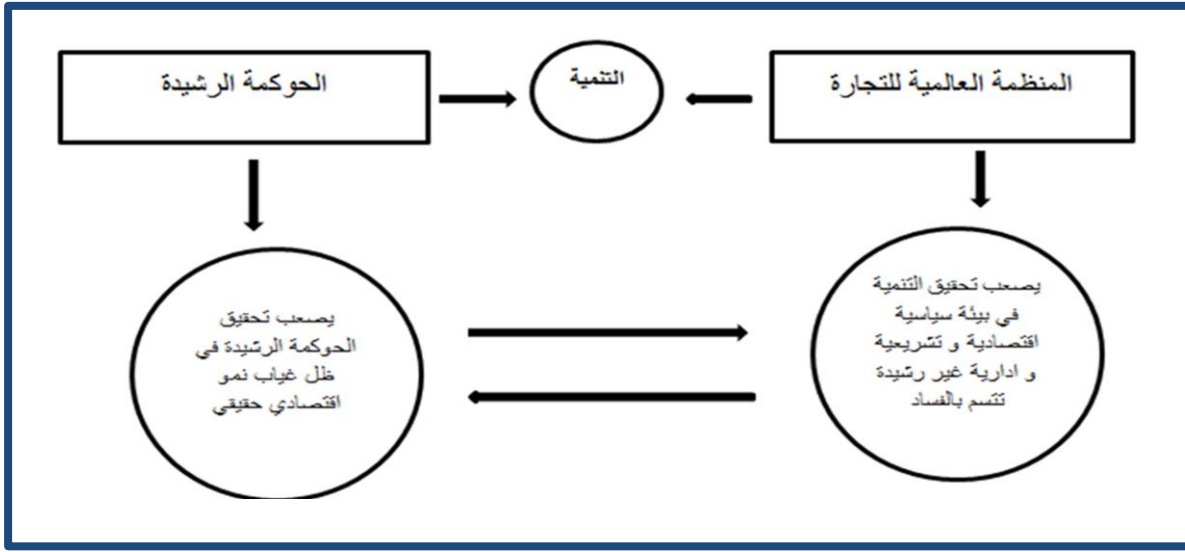 المنظمة العالمية للتجارة
التنمية
الحوكمة الرشيدة
يصعب تحقيق التنمية
في بيئة سياسية
اقتصادية و تشريعية
و ادارية غير رشيدة
تتسم بالفساد
يصعب تحقيق
الحوكمة الرشيدة في
ظل غياب نمو
اقتصادي حقيقي